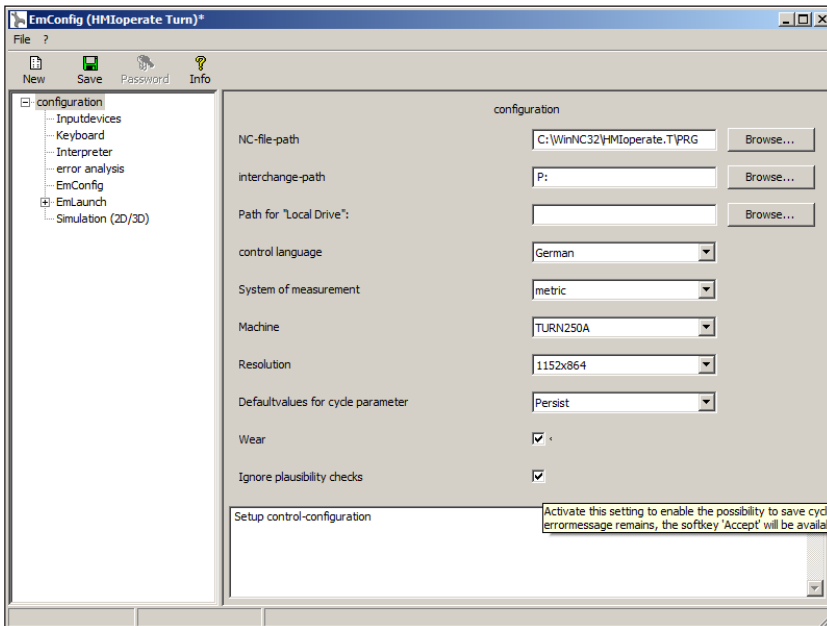 EmConfig (HMIoperate Turn)*
File ?
New Save Password Info
configuration
Inputdevices
Keyboard
Interpreter
error analysis
EmConfig
EmLaunch
Simulation (2D/3D)
configuration
NC-file-path C:\WinNC32\HMIoperate.T\PRG Browse...
interchange-path P: Browse...
Path for "Local Drive": Browse...
control language German
System of measurement metric
Machine TURN250A
Resolution 1152x864
Defaultvalues for cycle parameter Persist
Wear
Ignore plausibility checks
Setup control-configuration
Activate this setting to enable the possibility to save cycl
errormessage remains, the softkey 'Accept' will be availal